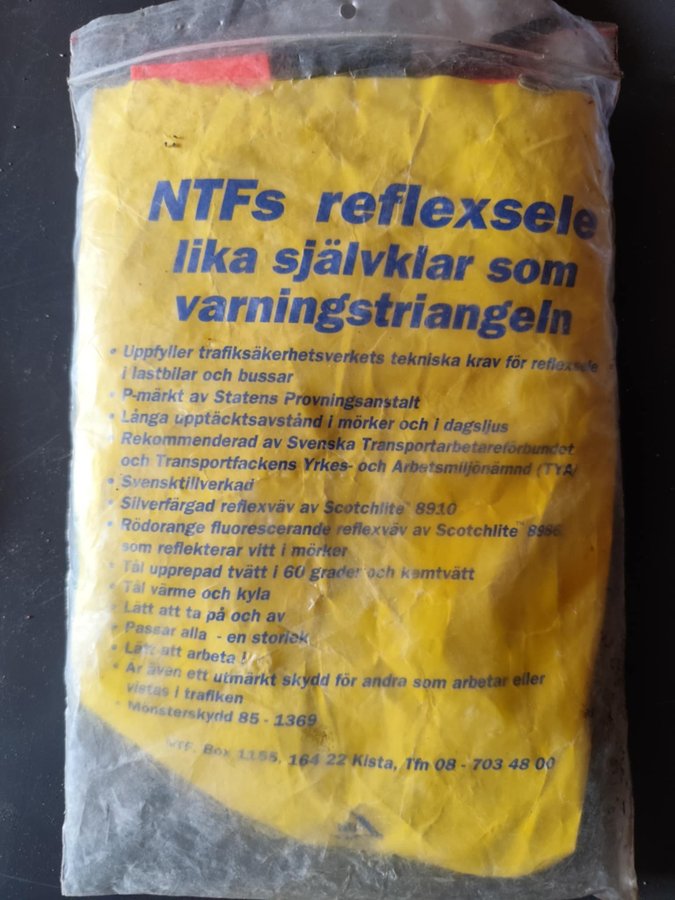 NTFs reflexsele
lika självklar som
varningstriangeln
• Uppfyller trafiksäkerhetsverkets tekniska krav för reflexsele
i lastbilar och bussar
• P-märkt av Statens Provningsanstalt
• Långa upptäcktsavstånd i mörker och i dagsljus
• Rekommenderad av Svenska Transportarbetareförbundet
och Transportfackens Yrkes- och Arbetsmiljönämnd (TYA)
• Svensktillverkad
• Silverfärgad reflexväv av Scotchlite™ 8910
• Rödorange fluorescerande reflexväv av Scotchlite™ 8986
som reflekterar vitt i mörker
• Tål upprepad tvätt i 60 grader och kemtvätt
• Tål värme och kyla
• Lätt att ta på och av
• Passar alla - en storlek
• Lätt att arbeta i
• Är även ett utmärkt skydd för andra som arbetar eller
vistas i trafiken
• Mönsterskydd 85 - 1369
NTF, Box 1155, 164 22 Kista, Tfn 08 - 703 48 00